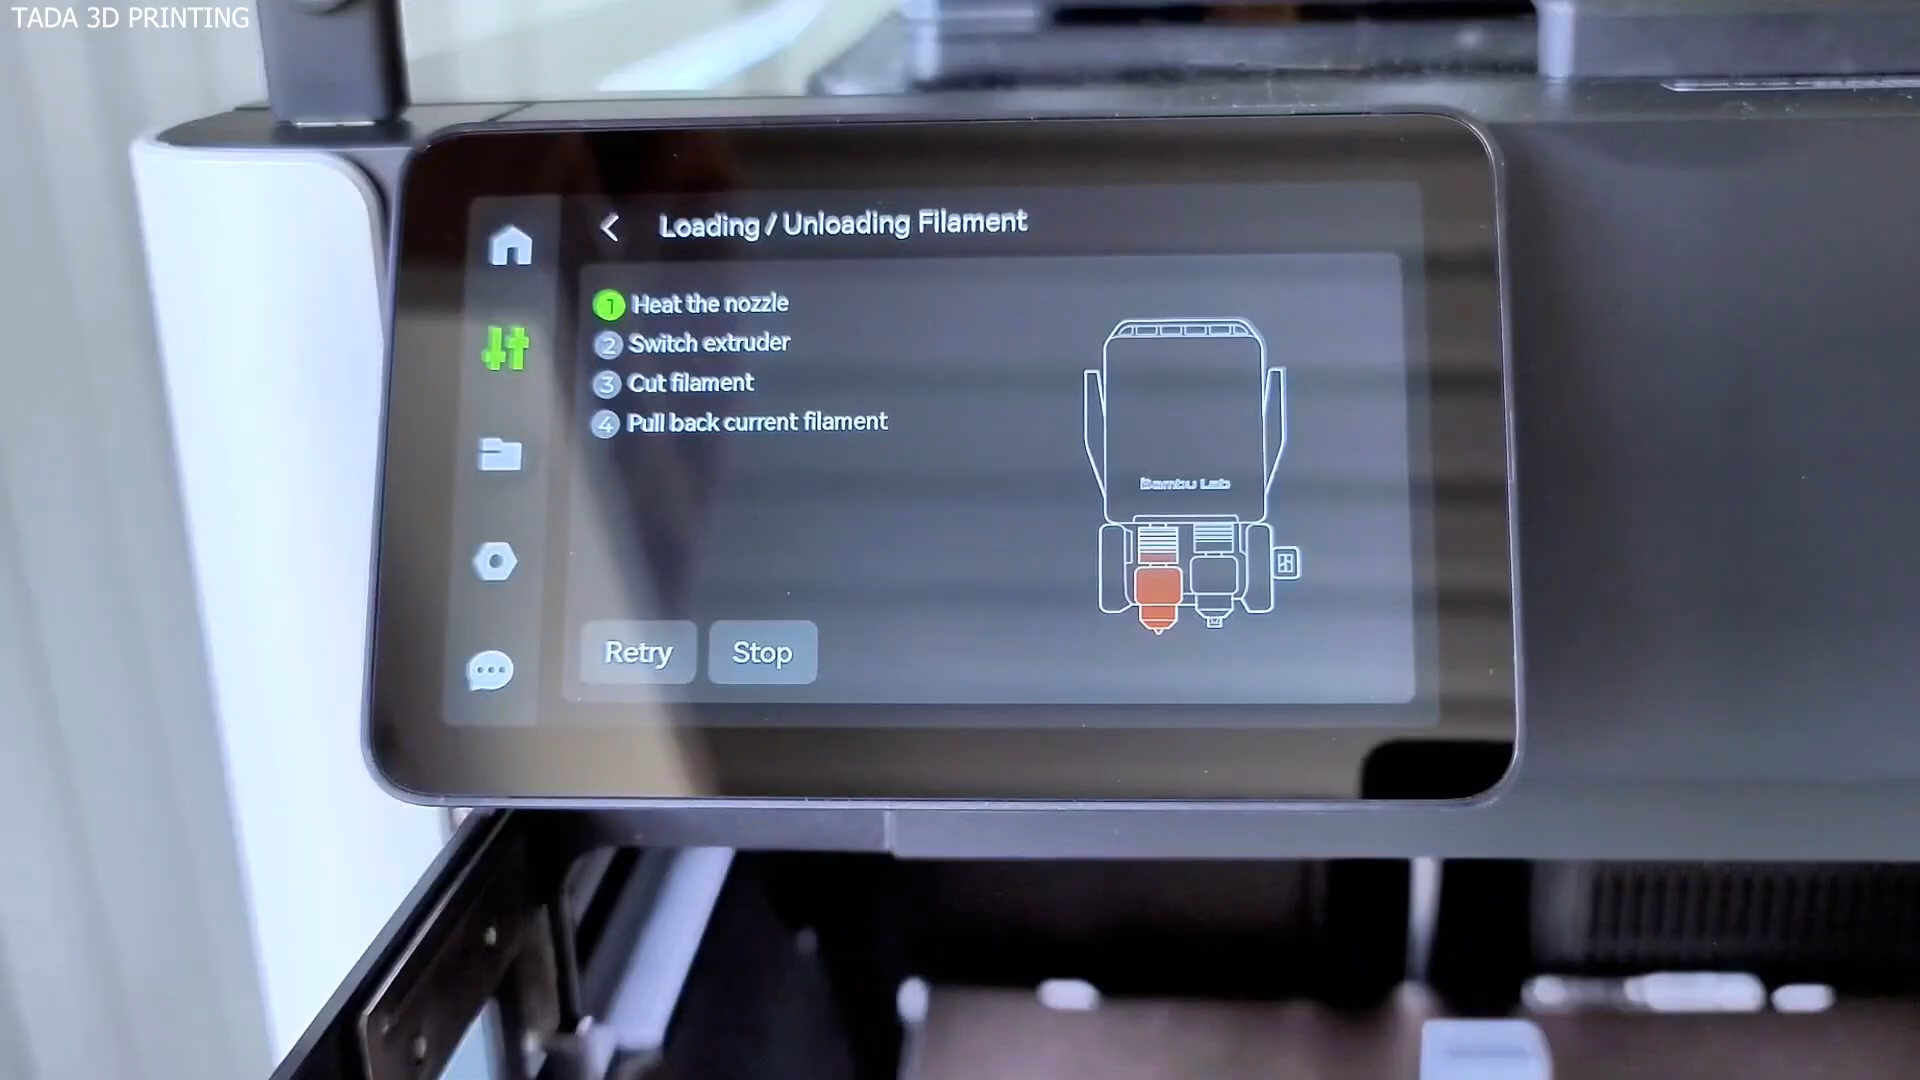 TADA 3D PRINTING
Loading / Unloading Filament
1 Heat the nozzle
2 Switch extruder
3 Cut filament
4 Pull back current filament
Bambu Lab
Retry
Stop